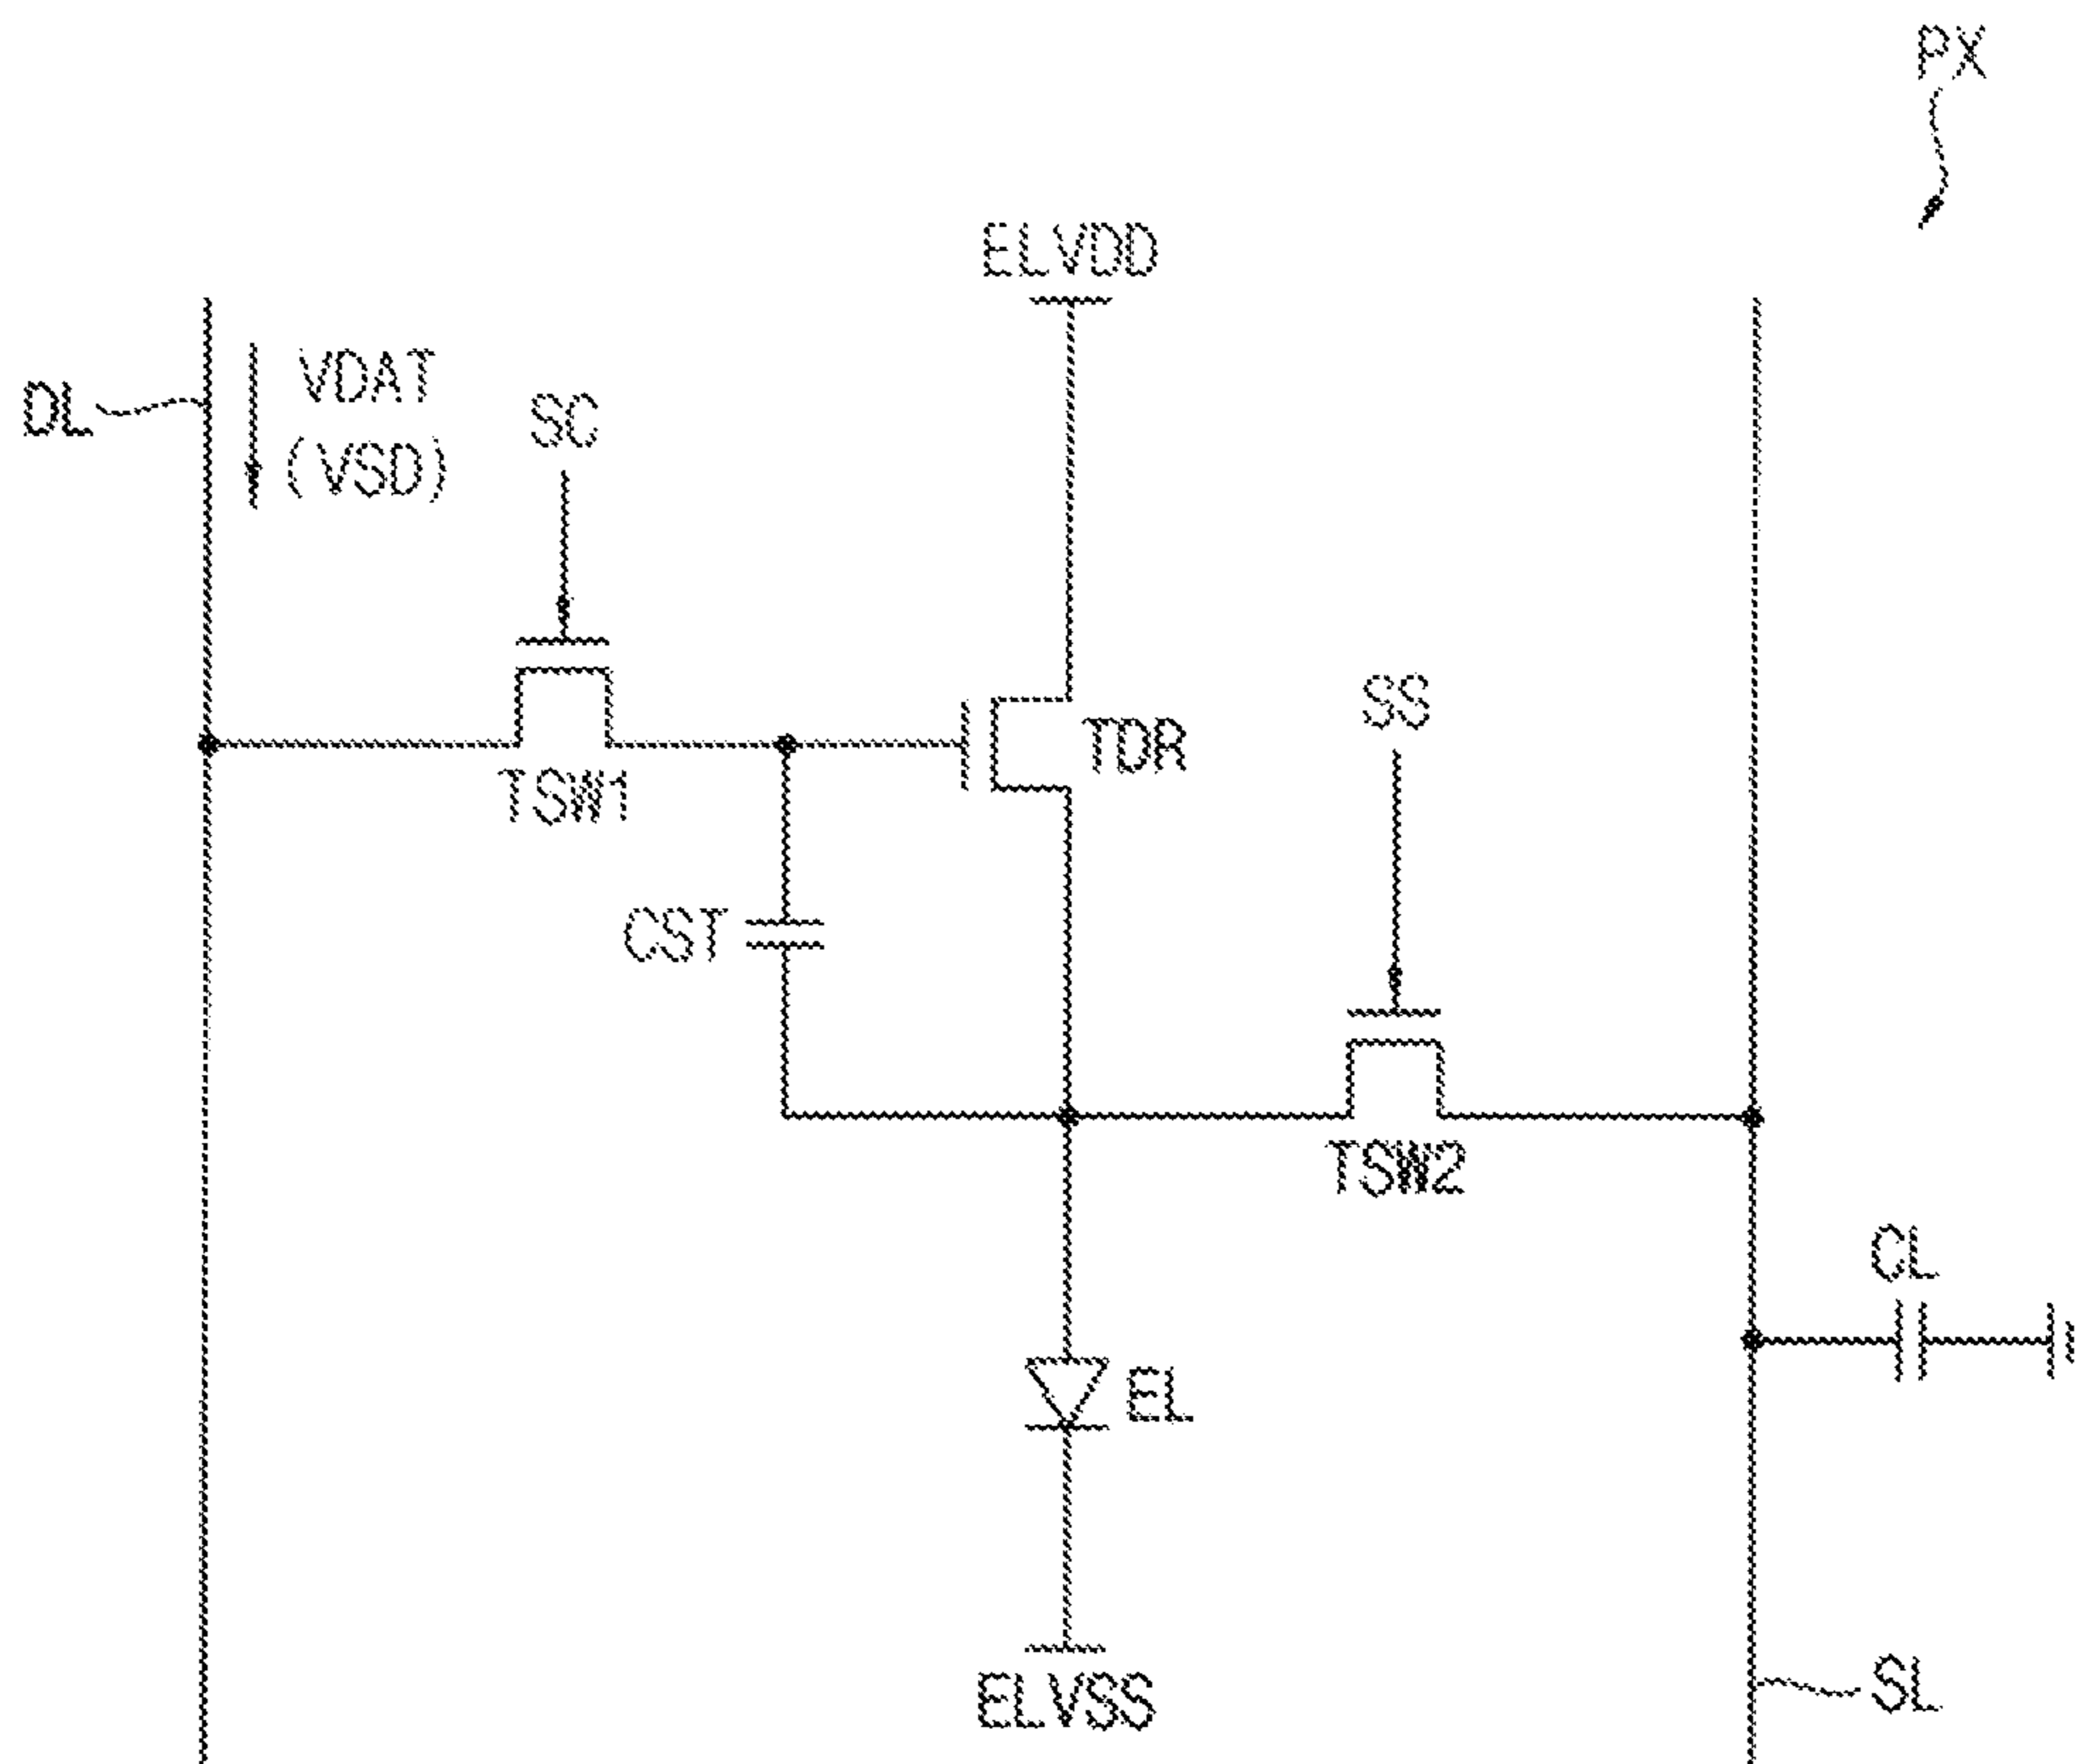 PX
ELVDD
VDAT
(VSD)
DL
SC
SS
TDR
TSW1
CST
TSW2
CL
EL
SL
ELVSS